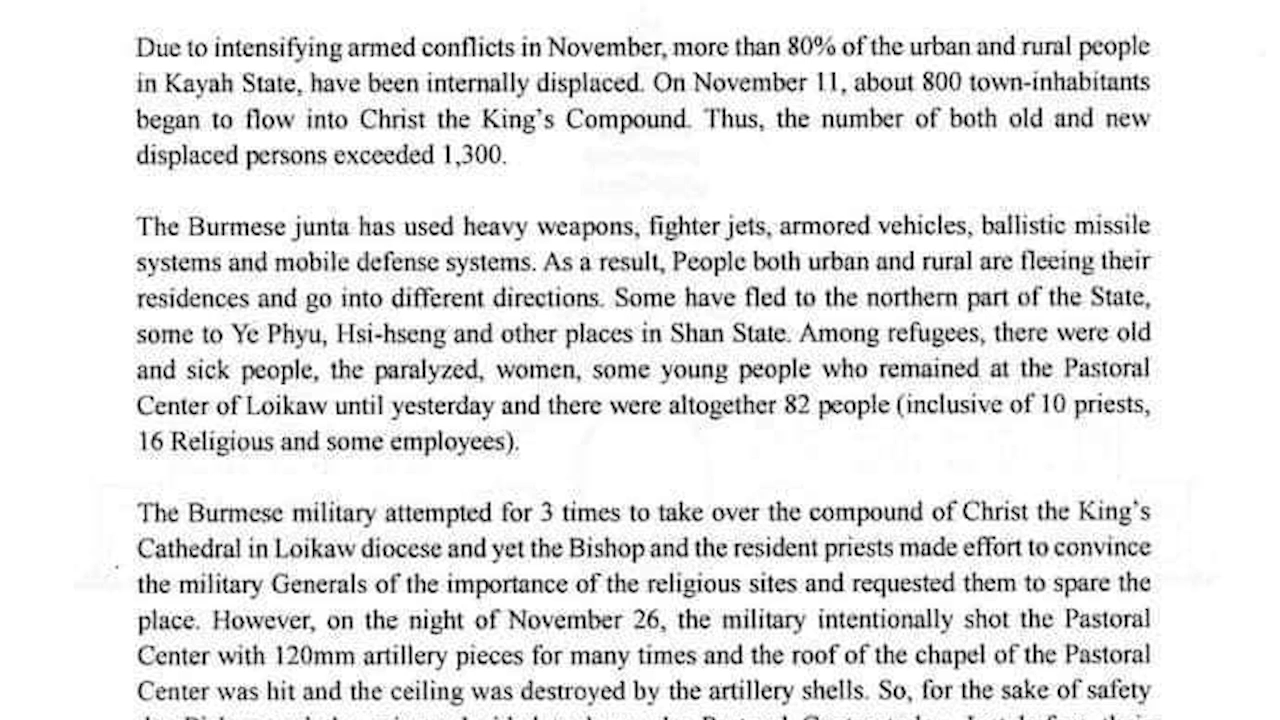 Due to intensifying armed conflicts in November, more than 80% of the urban and rural people
in Kayah State, have been internally displaced. On November 11, about 800 town-inhabitants
began to flow into Christ the King's Compound. Thus, the number of both old and new
displaced persons exceeded 1,300.
The Burmese junta has used heavy weapons, fighter jets, armored vehicles, ballistic missile
systems and mobile defense systems. As a result, People both urban and rural are fleeing their
residences and go into different directions. Some have fled to the northern part of the State,
some to Ye Phyu, Hsi-hseng and other places in Shan State. Among refugees, there were old
and sick people, the paralyzed, women, some young people who remained at the Pastoral
Center of Loikaw until yesterday and there were altogether 82 people (inclusive of 10 priests,
16 Religious and some employees).
The Burmese military attempted for 3 times to take over the compound of Christ the King's
Cathedral in Loikaw diocese and yet the Bishop and the resident priests made effort to convince
the military Generals of the importance of the religious sites and requested them to spare the
place. However, on the night of November 26, the military intentionally shot the Pastoral
Center with 120mm artillery pieces for many times and the roof of the chapel of the Pastoral
Center was hit and the ceiling was destroyed by the artillery shells. So, for the sake of safety